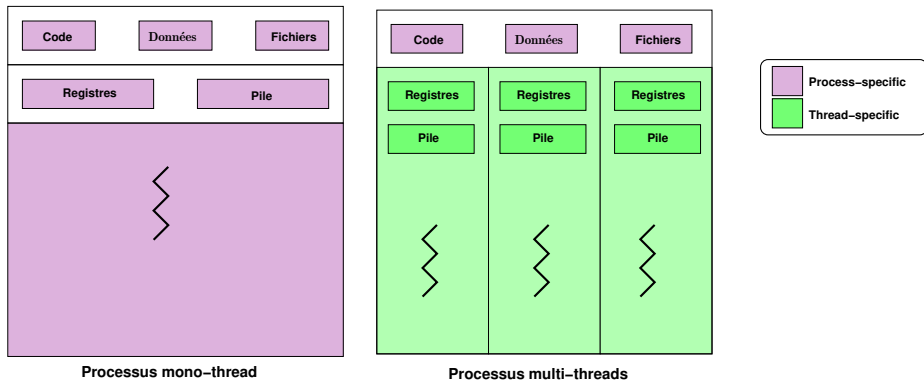 Code Données Fichiers
Registres Pile
Processus mono-thread
Code Données Fichiers
Registres Registres Registres
Pile Pile Pile
Processus multi-threads
Process-specific
Thread-specific